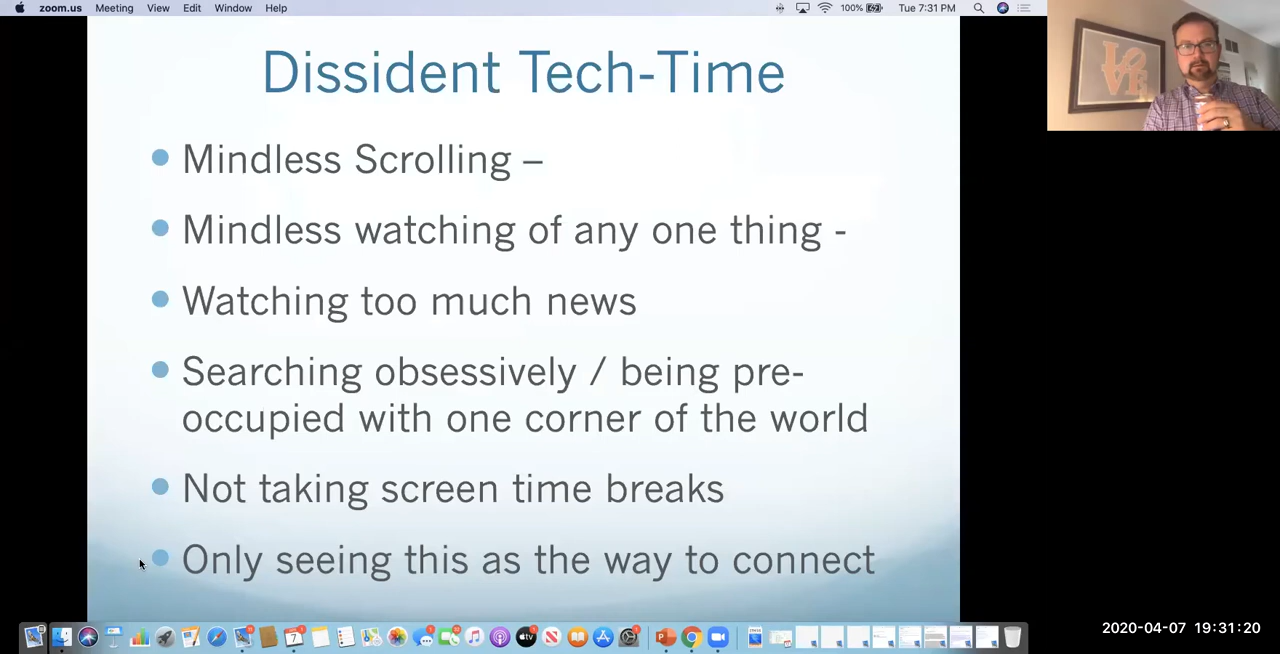 zoom.us Meeting View Edit Window Help 100% Tue 7:31 PM
Dissident Tech-Time
Mindless Scrolling –
Mindless watching of any one thing -
Watching too much news
Searching obsessively / being pre-
occupied with one corner of the world
Not taking screen time breaks
Only seeing this as the way to connect
LOVE
2020-04-07 19:31:20